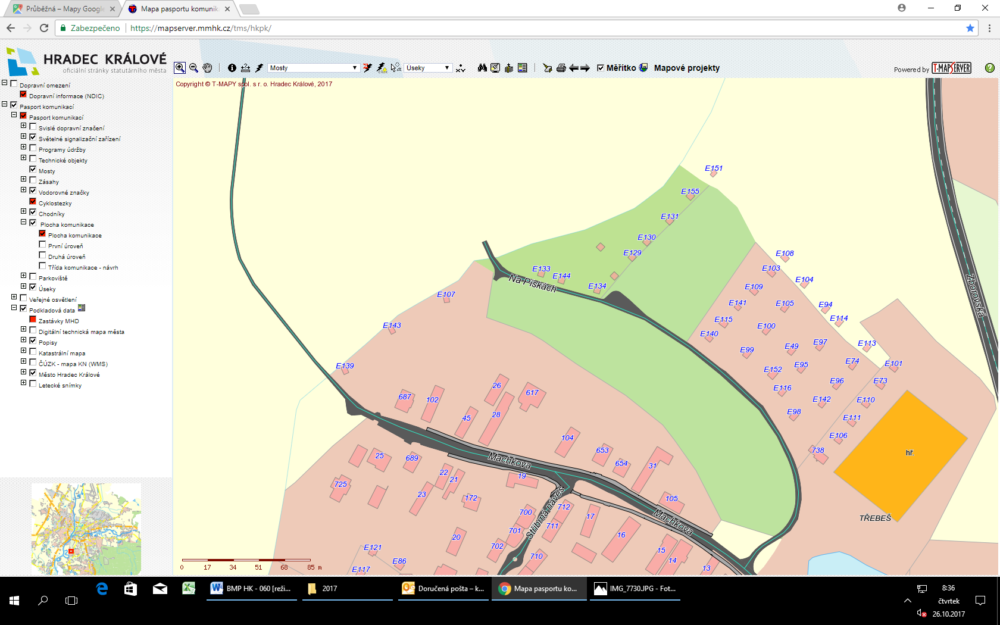 Průběžná – Mapy Google
Mapa pasportu komunik
Zabezpečeno
https://mapserver.mmhk.cz/tms/hkpk/
HRADEC KRÁLOVÉ
oficiální stránky statutárního města
Mosty
Úseky
Měřítko
Mapové projekty
Powered by T-MAPSERVER
Dopravní omezení
Dopravní informace (NDIC)
Pasport komunikací
Pasport komunikací
Svislé dopravní značení
Světelné signalizační zařízení
Programy údržby
Technické objekty
Mosty
Zásahy
Vodorovné značky
Cyklostezky
Chodníky
Plocha komunikace
Plocha komunikace
První úroveň
Druhá úroveň
Třída komunikace - návrh
Parkoviště
Úseky
Veřejné osvětlení
Podkladová data
Zastávky MHD
Digitální technická mapa města
Popisy
Katastrální mapa
ČÚZK - mapa KN (WMS)
Město Hradec Králové
Letecké snímky
Copyright © T-MAPY spol. s r. o. Hradec Králové, 2017
E151
E155
E131
E130
E129
E108
E133
E144
E134
E103
E104
Na Pískách
E109
E107
E141
E105
E94
Zborovská
E115
E114
E143
E140
E100
E99
E49
E97
E113
E139
E152
E95
E74
E101
E116
E96
E73
687
102
26
617
E142
E110
45
28
E98
E111
104
E106
25
689
Machkova
653
654
31
738
hř.
22
21
19
725
23
172
Stříbrná náves
105
700
712
17
Machkova
TŘEBEŠ
701
711
20
702
16
E121
E86
710
15
14
E117
13
0 17 34 51 68 85 m
BMP HK - 060 [reži...
2017
Doručená pošta – k...
Mapa pasportu ko...
IMG_7730.JPG - Fot...
8:36
čtvrtek
26.10.2017